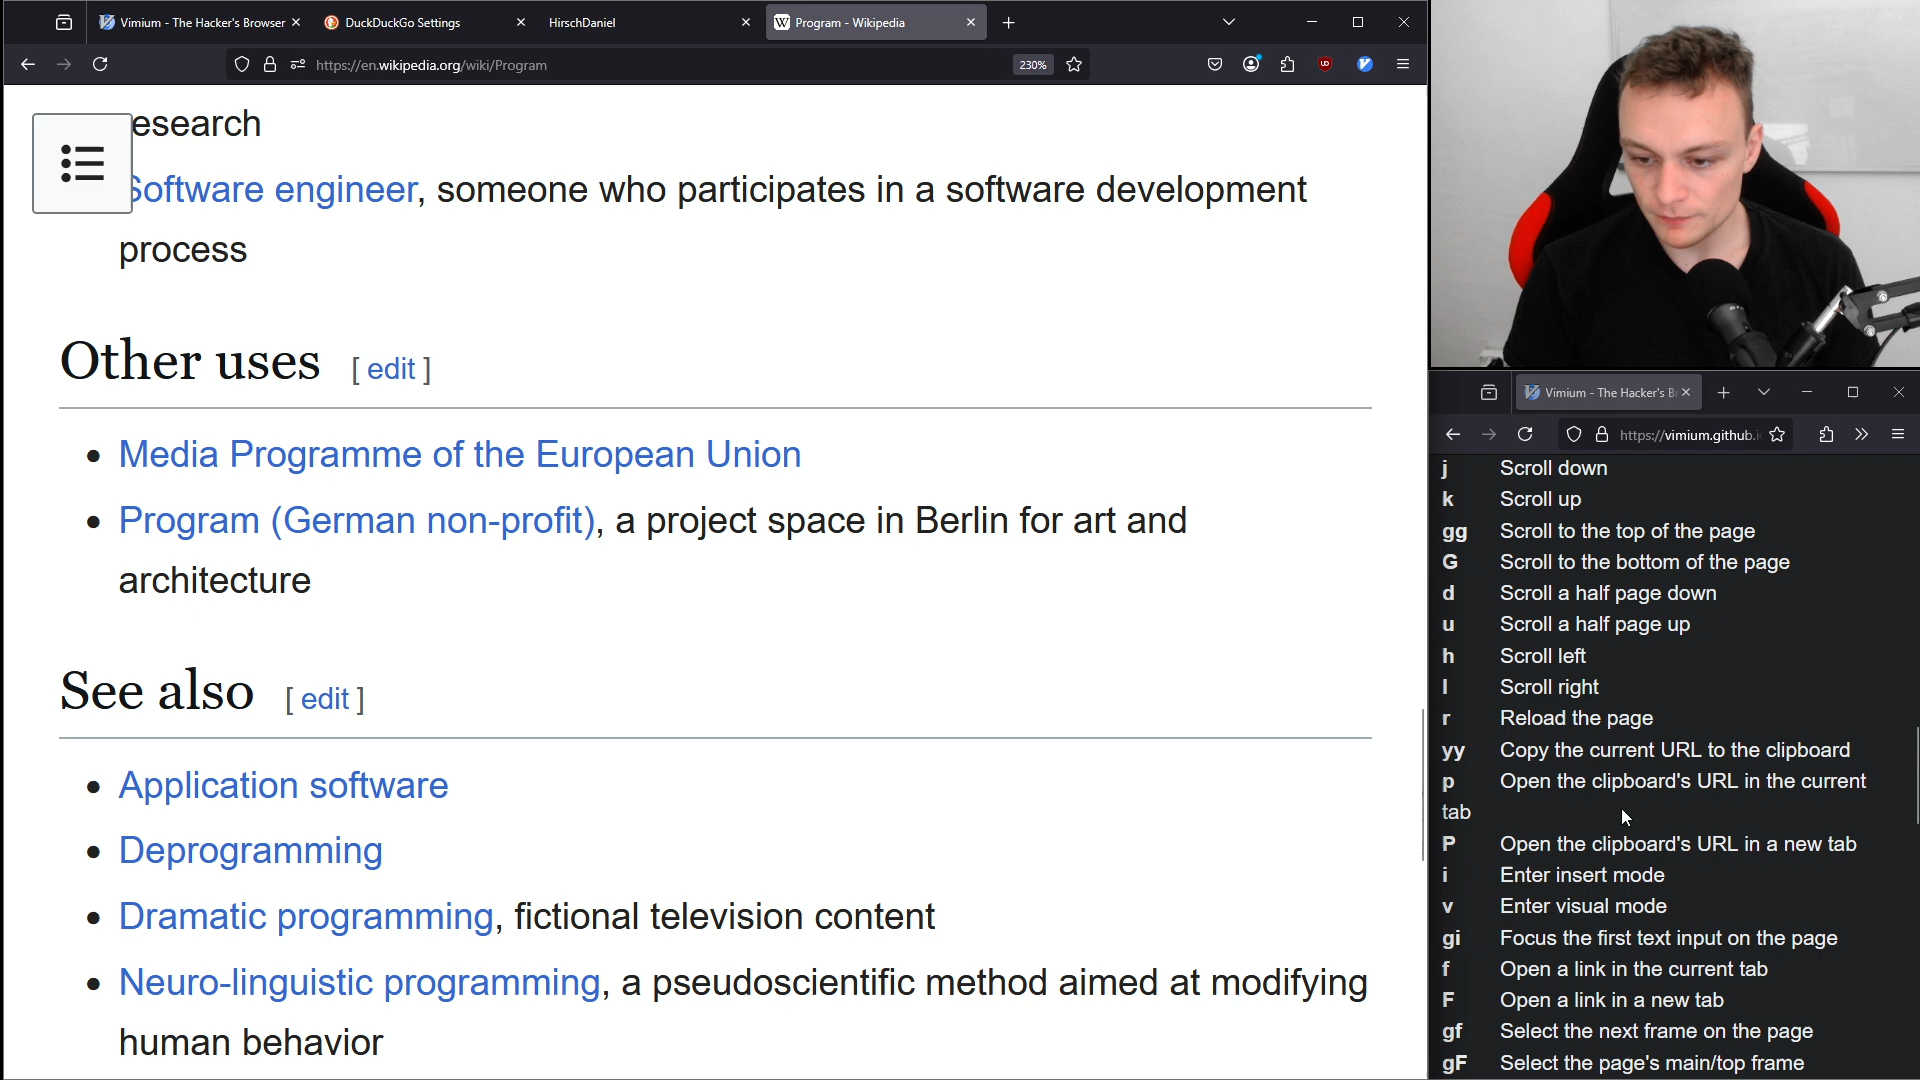 Vimium - The Hacker's Browser
DuckDuckGo Settings
HirschDaniel
Program - Wikipedia
https://en.wikipedia.org/wiki/Program
230%
esearch
Software engineer, someone who participates in a software development
process
Other uses [ edit ]
Media Programme of the European Union
Program (German non-profit), a project space in Berlin for art and
architecture
See also [ edit ]
Application software
Deprogramming
Dramatic programming, fictional television content
Neuro-linguistic programming, a pseudoscientific method aimed at modifying
human behavior
Vimium - The Hacker's Br
https://vimium.github.i
j Scroll down
k Scroll up
gg Scroll to the top of the page
G Scroll to the bottom of the page
d Scroll a half page down
u Scroll a half page up
h Scroll left
l Scroll right
r Reload the page
yy Copy the current URL to the clipboard
p Open the clipboard's URL in the current
tab
P Open the clipboard's URL in a new tab
i Enter insert mode
v Enter visual mode
gi Focus the first text input on the page
f Open a link in the current tab
F Open a link in a new tab
gf Select the next frame on the page
gF Select the page's main/top frame